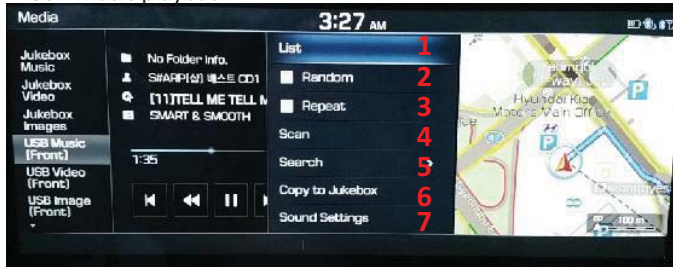 Media
3:27 AM
Jukebox
Music
Jukebox
Video
Jukebox
Images
USB Music
(Front)
USB Video
(Front)
USB Image
(Front)
No Folder Info.
S#ARP(샵) 베스트 CD1
[11]TELL ME TELL M
SMART & SMOOTH
1:35
List 1
Random 2
Repeat 3
Scan 4
Search 5
Copy to Jukebox 6
Sound Settings 7
way
Hyundai Kia
Motors Main Office
P
P
100 m